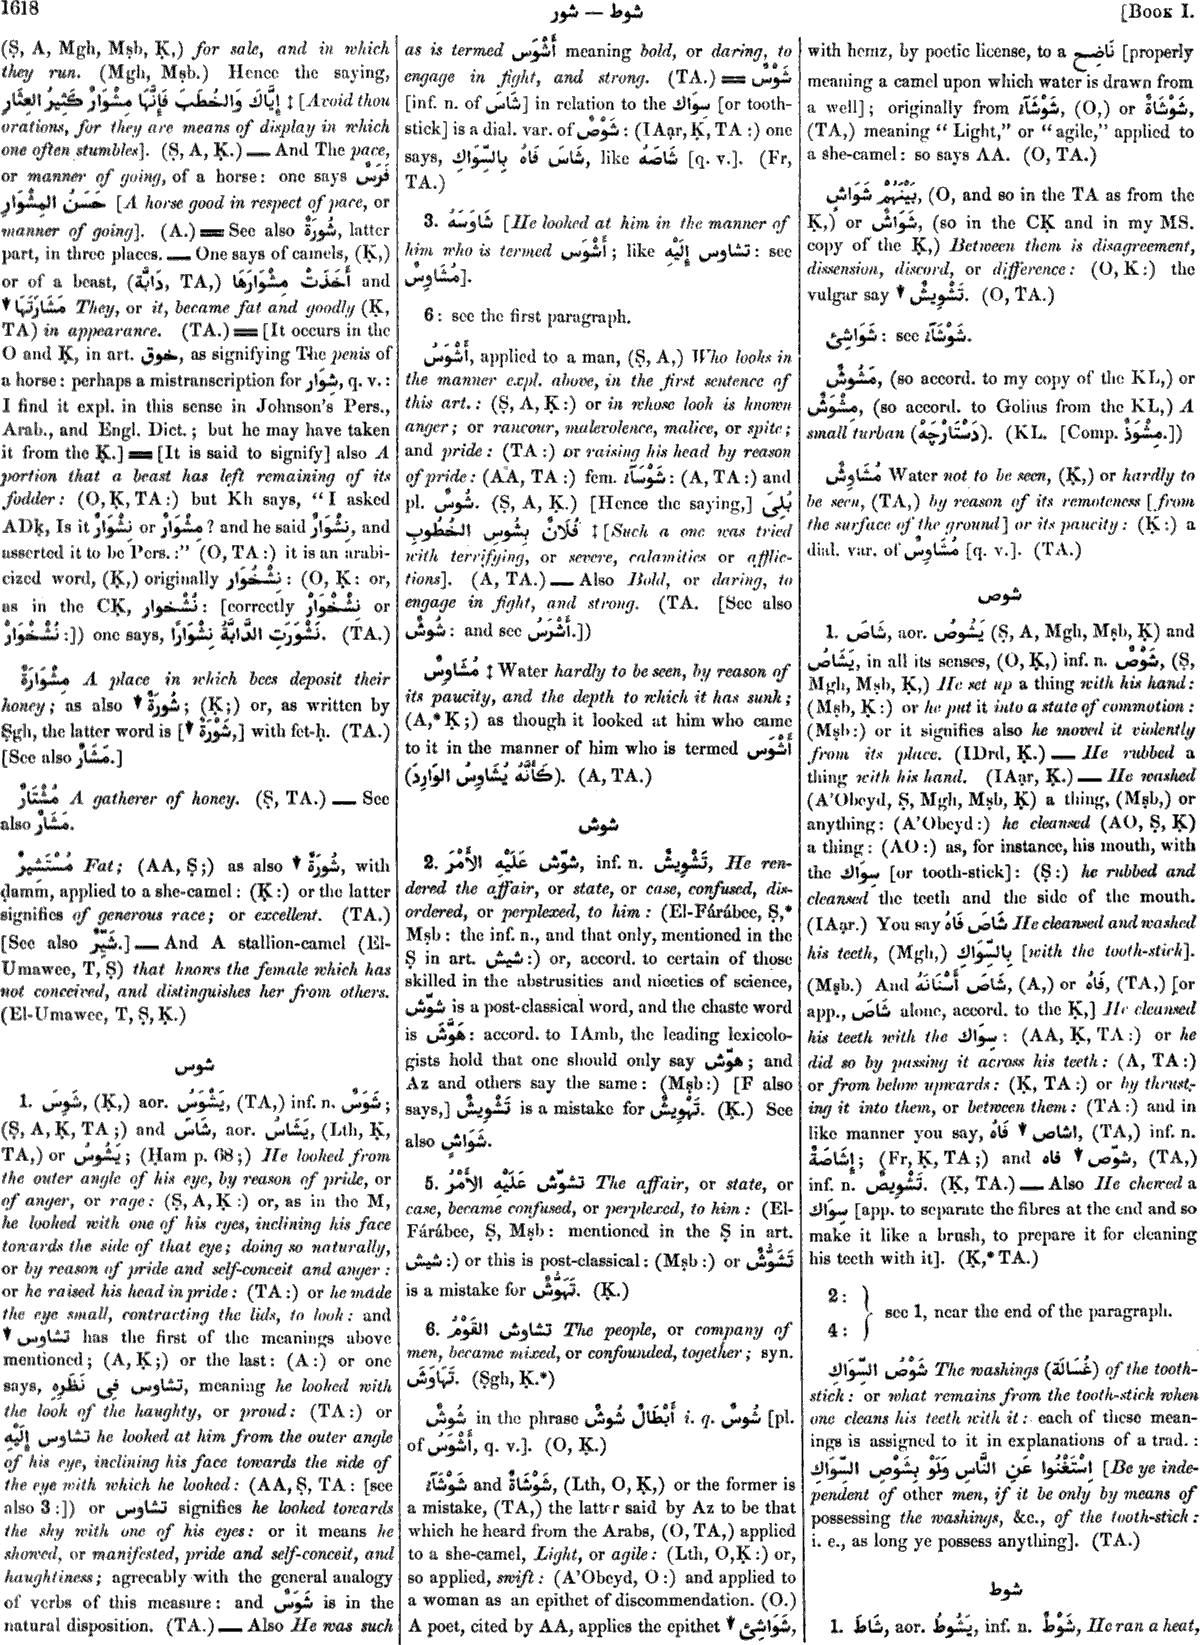 1618
شوط — شور
[Book I.
(Ṣ, A, Mgh, Mṣb, Ḳ,) for sale, and in which
they run. (Mgh, Mṣb.) Hence the saying,
إِيَّاكَ وَالخُطَبَ فَإِنَّهَا مِشْوَارٌ كَثِيرُ العِثَارِ ‡ [Avoid thou
orations, for they are means of display in which
one often stumbles]. (Ṣ, A, Ḳ.) — And The pace,
or manner of going, of a horse: one says فَرَسٌ
حَسَنُ المِشْوَارِ [A horse good in respect of pace, or
manner of going]. (A.) = See also شُورَةٌ, latter
part, in three places. — One says of camels, (Ḳ,)
or of a beast, (دَابَّة, TA,) أَخَذَتْ مِشْوَارَهَا and
▼ مَشَارَتَهَا They, or it, became fat and goodly (Ḳ,
TA) in appearance. (TA.) = [It occurs in the
O and Ḳ, in art. خوق, as signifying The penis of
a horse: perhaps a mistranscription for شِوَار, q. v.:
I find it expl. in this sense in Johnson's Pers.,
Arab., and Engl. Dict.; but he may have taken
it from the Ḳ.] = [It is said to signify] also A
portion that a beast has left remaining of its
fodder: (O, Ḳ, TA:) but Kh says, "I asked
ADḳ, Is it نِشْوَارٌ or مِشْوَارٌ? and he said نِشْوَارٌ, and
asserted it to be Pers.:" (O, TA:) it is an arabi-
cized word, (Ḳ,) originally نِشْخُوَار: (O, Ḳ: or,
as in the CḲ, نُشْخوار: [correctly نِشْخْوَارْ or
نُشْخْوَارْ:]) one says, نَشْوَرَتِ الدَّابَّةُ نِشْوَارًا. (TA.)
مِشْوَارَةٌ A place in which bees deposit their
honey; as also ▼ شُورَةٌ; (Ḳ;) or, as written by
Ṣgh, the latter word is [▼ شَوْرَةٌ,] with fet-ḥ. (TA.)
[See also مَشَارٌ.]
مُشْتَارٌ A gatherer of honey. (Ṣ, TA.) — See
also مَشَارٌ.
مُسْتَشِيرٌ Fat; (AA, Ṣ;) as also ▼ شُورَةٌ, with
ḍamm, applied to a she-camel: (Ḳ:) or the latter
signifies of generous race; or excellent. (TA.)
[See also شَيِّرٌ.] — And A stallion-camel (El-
Umawee, T, Ṣ) that knows the female which has
not conceived, and distinguishes her from others.
(El-Umawee, T, Ṣ, Ḳ.)
شوس
1. شَوِسَ, (Ḳ,) aor. يَشْوَسُ, (TA,) inf. n. شَوَسٌ;
(Ṣ, A, Ḳ, TA;) and شَاسَ, aor. يَشَاسُ, (Lth, Ḳ,
TA,) or يَشُوسُ; (Ḥam p. 68;) He looked from
the outer angle of his eye, by reason of pride, or
of anger, or rage: (Ṣ, A, Ḳ:) or, as in the M,
he looked with one of his eyes, inclining his face
towards the side of that eye; doing so naturally,
or by reason of pride and self-conceit and anger:
or he raised his head in pride: (TA:) or he made
the eye small, contracting the lids, to look: and
▼ تشاوس has the first of the meanings above
mentioned; (A, Ḳ;) or the last: (A:) or one
says, تشاوس فِى نَظَرِهِ, meaning he looked with
the look of the haughty, or proud: (TA:) or
تشاوس إِلَيْهِ he looked at him from the outer angle
of his eye, inclining his face towards the side of
the eye with which he looked: (AA, Ṣ, TA: [see
also 3:]) or تشاوس signifies he looked towards
the sky with one of his eyes: or it means he
showed, or manifested, pride and self-conceit, and
haughtiness; agreeably with the general analogy
of verbs of this measure: and شَوَسٌ is in the
natural disposition. (TA.) — Also He was such
as is termed أَشْوَس meaning bold, or daring, to
engage in fight, and strong. (TA.) = شَوْسٌ
[inf. n. of شَاسَ] in relation to the سِوَاك [or tooth-
stick] is a dial. var. of شَوْصٌ: (IAạr, Ḳ, TA:) one
says, شَاسَ فَاهُ بِالسِّوَاكِ, like شَاصَهُ [q. v.]. (Fr,
TA.)
3. شَاوَسَهُ [He looked at him in the manner of
him who is termed أَشْوَس; like تشاوس إِلَيْهِ: see
مُشَاوِسٌ].
6: see the first paragraph.
أَشْوَسُ, applied to a man, (Ṣ, A,) Who looks in
the manner expl. above, in the first sentence of
this art.: (Ṣ, A, Ḳ:) or in whose look is known
anger; or rancour, malevolence, malice, or spite;
and pride: (TA:) or raising his head by reason
of pride: (AA, TA:) fem. شَوْسَآءُ: (A, TA:) and
pl. شُوسٌ. (Ṣ, A, Ḳ.) [Hence the saying,] بُلِىَ
فُلَانٌ بِشُوسِ الخُطُوبِ ‡ [Such a one was tried
with terrifying, or severe, calamities or afflic-
tions]. (A, TA.) — Also Bold, or daring, to
engage in fight, and strong. (TA. [See also
شُوشٌ: and see أَشْرَسُ.])
مُشَاوِسٌ ‡ Water hardly to be seen, by reason of
its paucity, and the depth to which it has sunk;
(A,* Ḳ;) as though it looked at him who came
to it in the manner of him who is termed أَشْوَس
(كَأَنَّهُ يُشَاوِسُ الوَارِدَ). (A, TA.)
شوش
2. شوّش عَلَيْهِ الأَمْرَ, inf. n. تَشْوِيشٌ, He ren-
dered the affair, or state, or case, confused, dis-
ordered, or perplexed, to him: (El-Fárábee, Ṣ,*
Mṣb: the inf. n., and that only, mentioned in the
Ṣ in art. شيش:) or, accord. to certain of those
skilled in the abstrusities and niceties of science,
شوّش is a post-classical word, and the chaste word
is هَوَّشَ: accord. to IAmb, the leading lexicolo-
gists hold that one should only say هوّش; and
Az and others say the same: (Mṣb:) [F also
says,] تَشْوِيشٌ is a mistake for تَهْوِيشٌ. (Ḳ.) See
also شَوَاشٍ.
5. تشوّش عَلَيْهِ الأَمْرُ The affair, or state, or
case, became confused, or perplexed, to him: (El-
Fárábee, Ṣ, Mṣb: mentioned in the Ṣ in art.
شيش:) or this is post-classical: (Mṣb:) or تَشَوُّشٌ
is a mistake for تَهَوُّشٌ. (Ḳ.)
6. تشاوش القَوْمُ The people, or company of
men, became mixed, or confounded, together; syn.
تَهَاوَشَ. (Ṣgh, Ḳ.*)
شُوشٌ in the phrase أَبْطَالٌ شُوشٌ i. q. شُوسٌ [pl.
of أَشْوَسُ, q. v.]. (O, Ḳ.)
شَوْشَآءُ and شَوْشَاةٌ, (Lth, O, Ḳ,) or the former is
a mistake, (TA,) the latter said by Az to be that
which he heard from the Arabs, (O, TA,) applied
to a she-camel, Light, or agile: (Lth, O, Ḳ:) or,
so applied, swift: (A'Obeyd, O:) and applied to
a woman as an epithet of discommendation. (O.)
A poet, cited by AA, applies the epithet ▼ شَوَاشِئٌ,
with hemz, by poetic license, to a نَاضِح [properly
meaning a camel upon which water is drawn from
a well]; originally from شَوْشَآءُ, (O,) or شَوْشَاةٌ,
(TA,) meaning "Light," or "agile," applied to
a she-camel: so says AA. (O, TA.)
بَيْنَهُمْ شَوَاشٍ, (O, and so in the TA as from the
Ḳ,) or شَوَاشٌ, (so in the CḲ and in my MS.
copy of the Ḳ,) Between them is disagreement,
dissension, discord, or difference: (O, Ḳ:) the
vulgar say ▼ تَشْوِيشٌ. (O, TA.)
شَوَاشِئُ: see شَوْشَآءُ.
مَشُوشٌ, (so accord. to my copy of the KL,) or
مِشْوَشٌ, (so accord. to Golius from the KL,) A
small turban (دَسْتَارْچَهْ). (KL. [Comp. مِشْوَذٌ.])
مُشَاوِشٌ Water not to be seen, (Ḳ,) or hardly to
be seen, (TA,) by reason of its remoteness [from
the surface of the ground] or its paucity: (Ḳ:) a
dial. var. of مُشَاوِسٌ [q. v.]. (TA.)
شوص
1. شَاصَ, aor. يَشُوصُ (Ṣ, A, Mgh, Mṣb, Ḳ) and
يَشَاصُ, in all its senses, (O, Ḳ,) inf. n. شَوْصٌ, (Ṣ,
Mgh, Mṣb, Ḳ,) He set up a thing with his hand:
(Mṣb, Ḳ:) or he put it into a state of commotion:
(Mṣb:) or it signifies also he moved it violently
from its place. (IDrd, Ḳ.) — He rubbed a
thing with his hand. (IAạr, Ḳ.) — He washed
(A'Obeyd, Ṣ, Mgh, Mṣb, Ḳ) a thing, (Mṣb,) or
anything: (A'Obeyd:) he cleansed (AO, Ṣ, Ḳ)
a thing: (AO:) as, for instance, his mouth, with
the سِوَاك [or tooth-stick]: (Ṣ:) he rubbed and
cleansed the teeth and the side of the mouth.
(IAạr.) You say شَاصَ فَاهُ He cleansed and washed
his teeth, (Mgh,) بِالسِّوَاكِ [with the tooth-stick].
(Mṣb.) And شَاصَ أَسْنَانَهُ, (A,) or فَاهُ, (TA,) [or
app., شَاصَ alone, accord. to the Ḳ,] He cleansed
his teeth with the سِوَاك: (AA, Ḳ, TA:) or he
did so by passing it across his teeth: (A, TA:)
or from below upwards: (Ḳ, TA:) or by thrust-
ing it into them, or between them: (TA:) and in
like manner you say, اشاص ▼ فَاهُ, (TA,) inf. n.
إِشَاصَةٌ; (Fr, Ḳ, TA;) and شوّص ▼ فاه, (TA,)
inf. n. تَشْوِيصٌ. (Ḳ, TA.) — Also He chewed a
سِوَاك [app. to separate the fibres at the end and so
make it like a brush, to prepare it for cleaning
his teeth with it]. (Ḳ,* TA.)
2:
4: } see 1, near the end of the paragraph.
شَوْصُ السِّوَاكِ The washings (غُسَالَة) of the tooth-
stick: or what remains from the tooth-stick when
one cleans his teeth with it: each of these mean-
ings is assigned to it in explanations of a trad.:
اِسْتَغْنُوا عَنِ النَّاسِ وَلَوْ بِشَوْصِ السِّوَاكِ [Be ye inde-
pendent of other men, if it be only by means of
possessing the washings, &c., of the tooth-stick:
i. e., as long ye possess anything]. (TA.)
شوط
1. شَاطَ, aor. يَشُوطُ, inf. n. شَوْطٌ, He ran a heat,